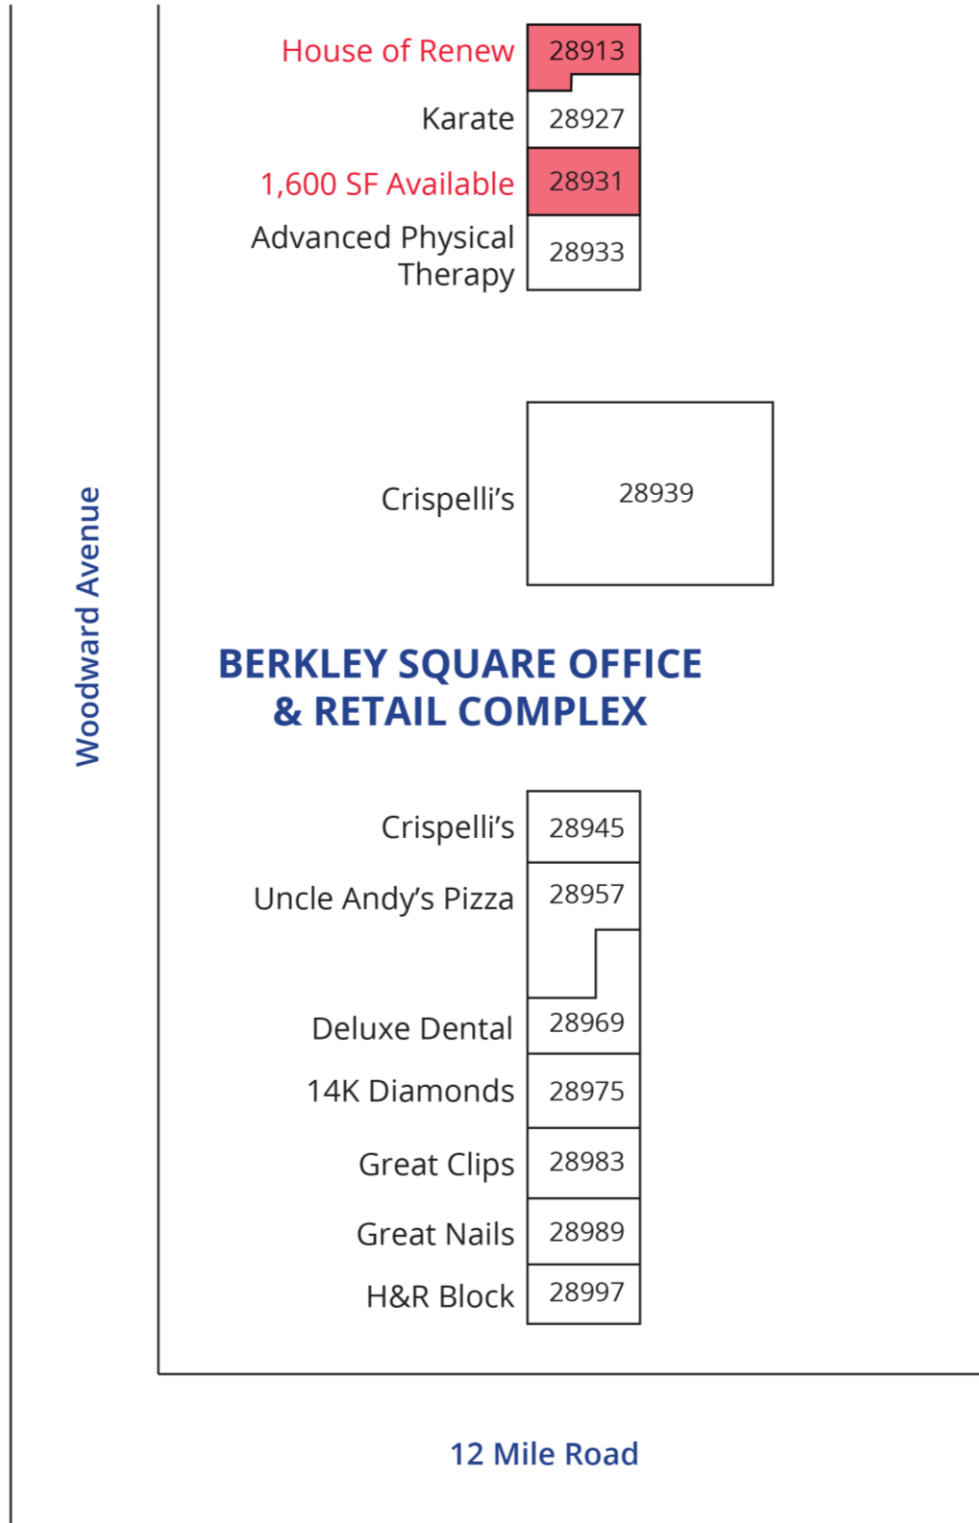 House of Renew 28913
Karate 28927
1,600 SF Available 28931
Advanced Physical
Therapy 28933
Crispelli’s 28939
Woodward Avenue
BERKLEY SQUARE OFFICE
& RETAIL COMPLEX
Crispelli’s 28945
Uncle Andy’s Pizza 28957
Deluxe Dental 28969
14K Diamonds 28975
Great Clips 28983
Great Nails 28989
H&R Block 28997
12 Mile Road